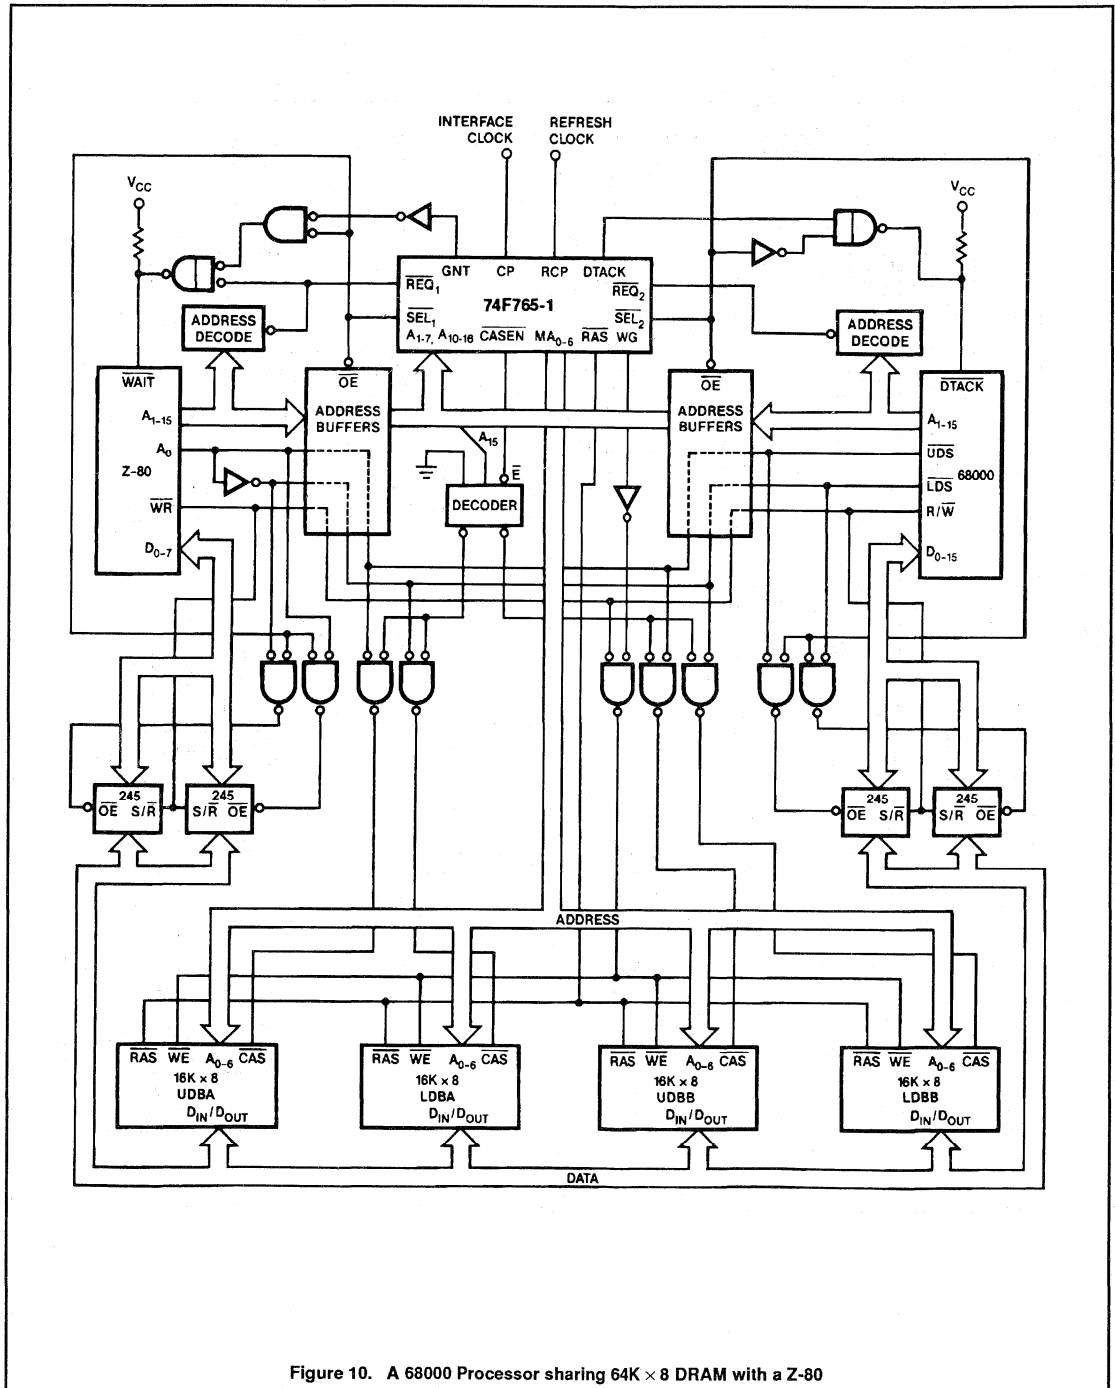 INTERFACE CLOCK
REFRESH CLOCK
VCC
VCC
GNT CP RCP DTACK
REQ1
REQ2
74F765-1
SEL1
SEL2
A1-7, A10-16 CASEN MA0-6 RAS WG
ADDRESS DECODE
ADDRESS DECODE
WAIT
A1-15
A0
Z-80
WR
D0-7
OE
ADDRESS BUFFERS
A15
E
DECODER
OE
ADDRESS BUFFERS
DTACK
A1-15
UDS
LDS
68000
R/W
D0-15
245
OE S/R
245
S/R OE
245
OE S/R
245
S/R OE
ADDRESS
RAS WE A0-6 CAS
16K × 8
UDBA
DIN/DOUT
RAS WE A0-6 CAS
16K × 8
LDBA
DIN/DOUT
RAS WE A0-6 CAS
16K × 8
UDBB
DIN/DOUT
RAS WE A0-6 CAS
16K × 8
LDBB
DIN/DOUT
DATA
Figure 10. A 68000 Processor sharing 64K × 8 DRAM with a Z-80